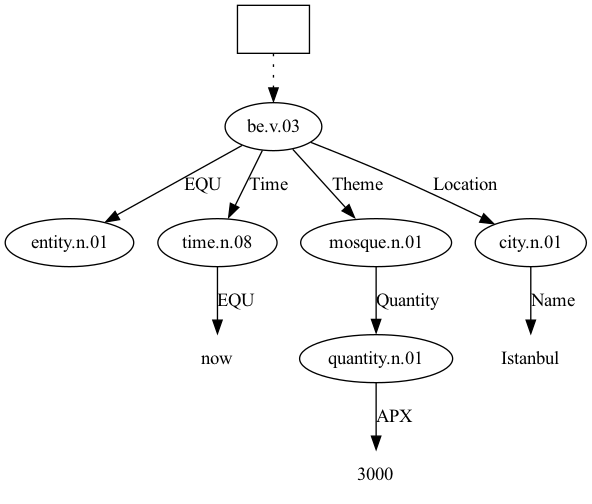 be.v.03
EQU Time Theme Location
entity.n.01 time.n.08 mosque.n.01 city.n.01
EQU Quantity Name
now quantity.n.01 Istanbul
APX
3000